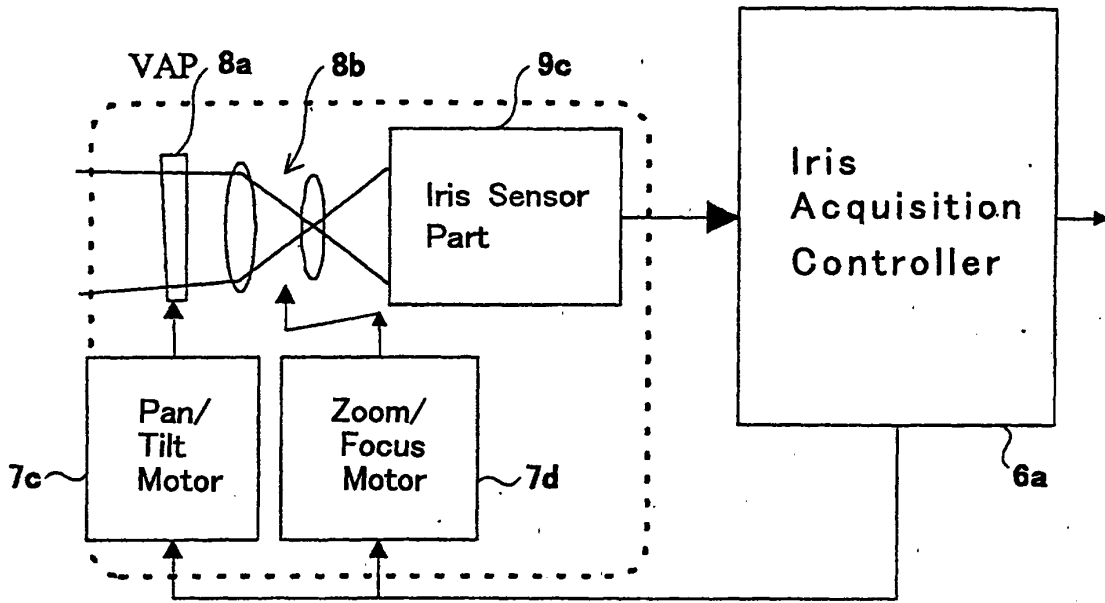 VAP
8a
8b
9c
Iris Sensor
Part
Iris
Acquisition
Controller
Pan/
Tilt
Motor
Zoom/
Focus
Motor
7c
7d
6a